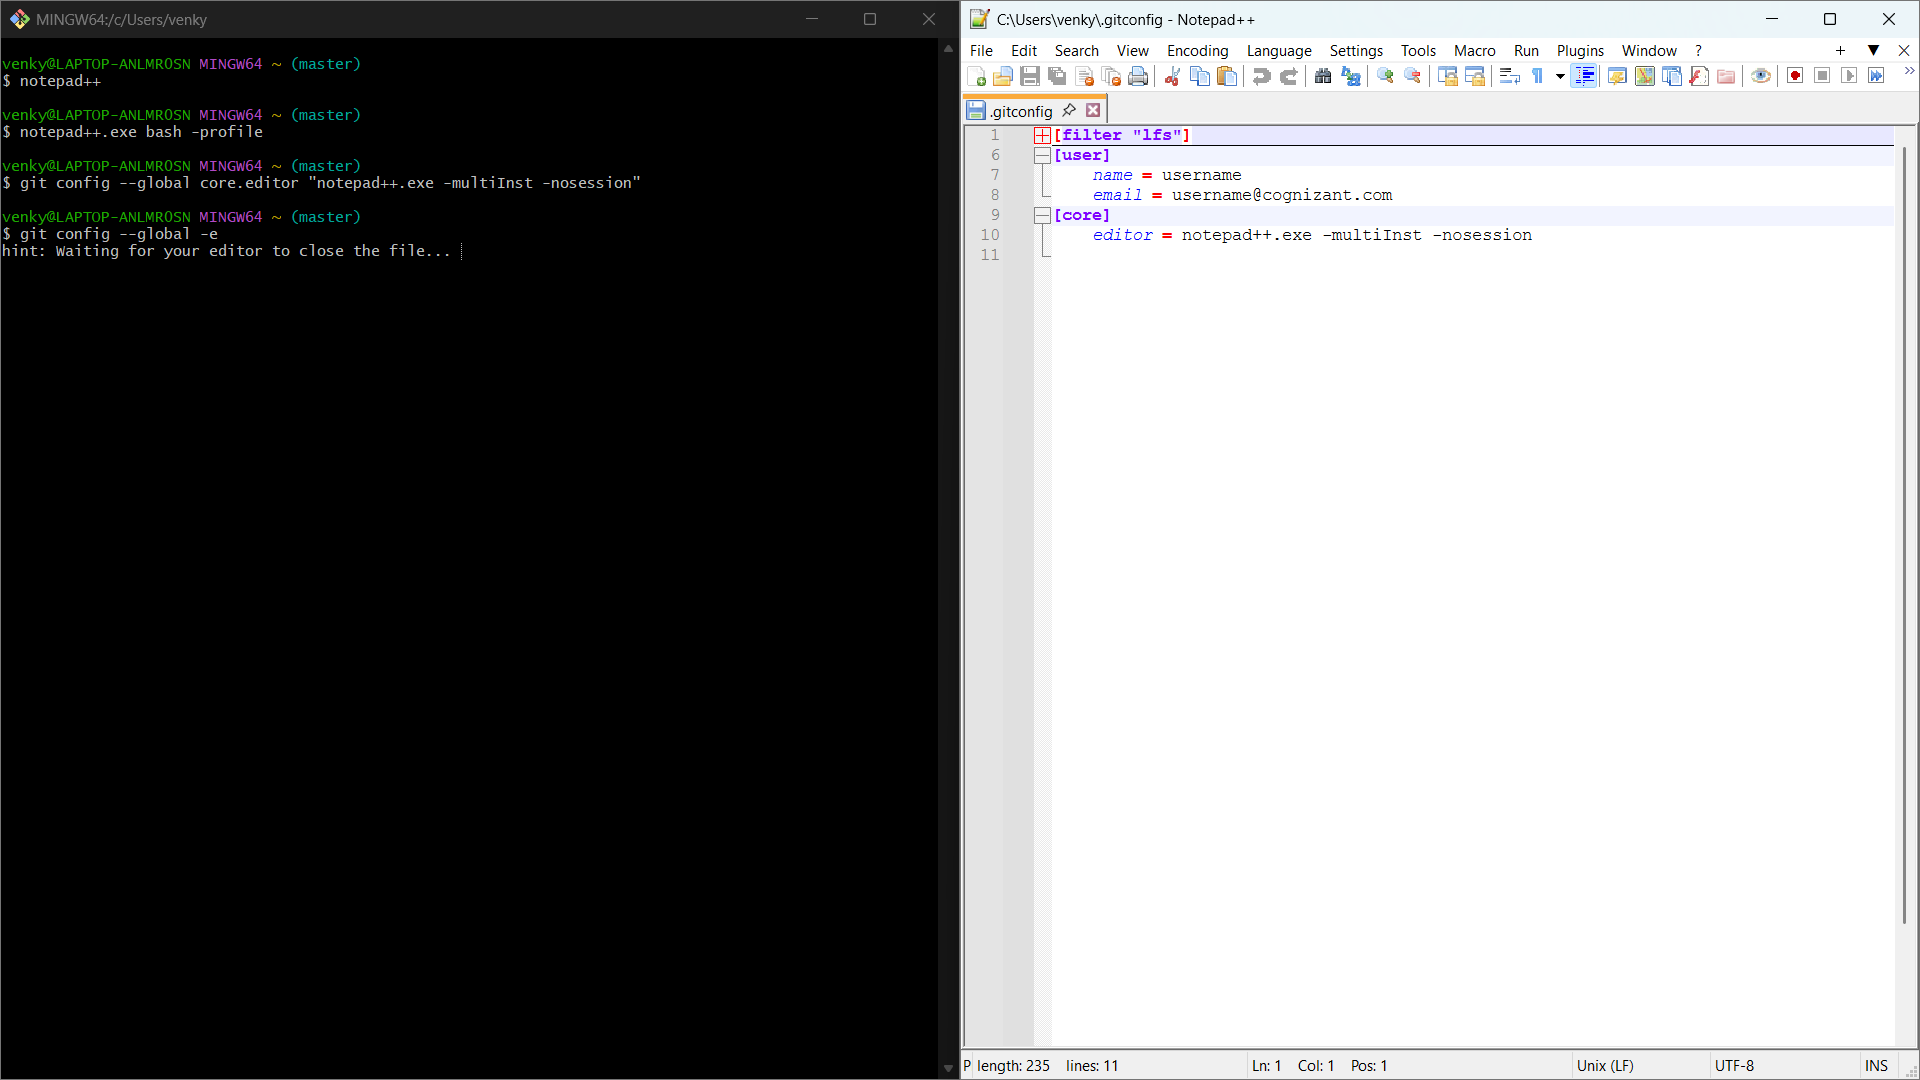 MINGW64:/c/Users/venky
venky@LAPTOP-ANLMROSN MINGW64 ~ (master)
$ notepad++
venky@LAPTOP-ANLMROSN MINGW64 ~ (master)
$ notepad++.exe bash -profile
venky@LAPTOP-ANLMROSN MINGW64 ~ (master)
$ git config --global core.editor "notepad++.exe -multiInst -nosession"
venky@LAPTOP-ANLMROSN MINGW64 ~ (master)
$ git config --global -e
hint: Waiting for your editor to close the file...
C:\Users\venky\.gitconfig - Notepad++
File Edit Search View Encoding Language Settings Tools Macro Run Plugins Window ?
.gitconfig
1 [filter "lfs"]
6 [user]
7 name = username
8 email = username@cognizant.com
9 [core]
10 editor = notepad++.exe -multiInst -nosession
11
P length: 235 lines: 11 Ln: 1 Col: 1 Pos: 1 Unix (LF) UTF-8 INS